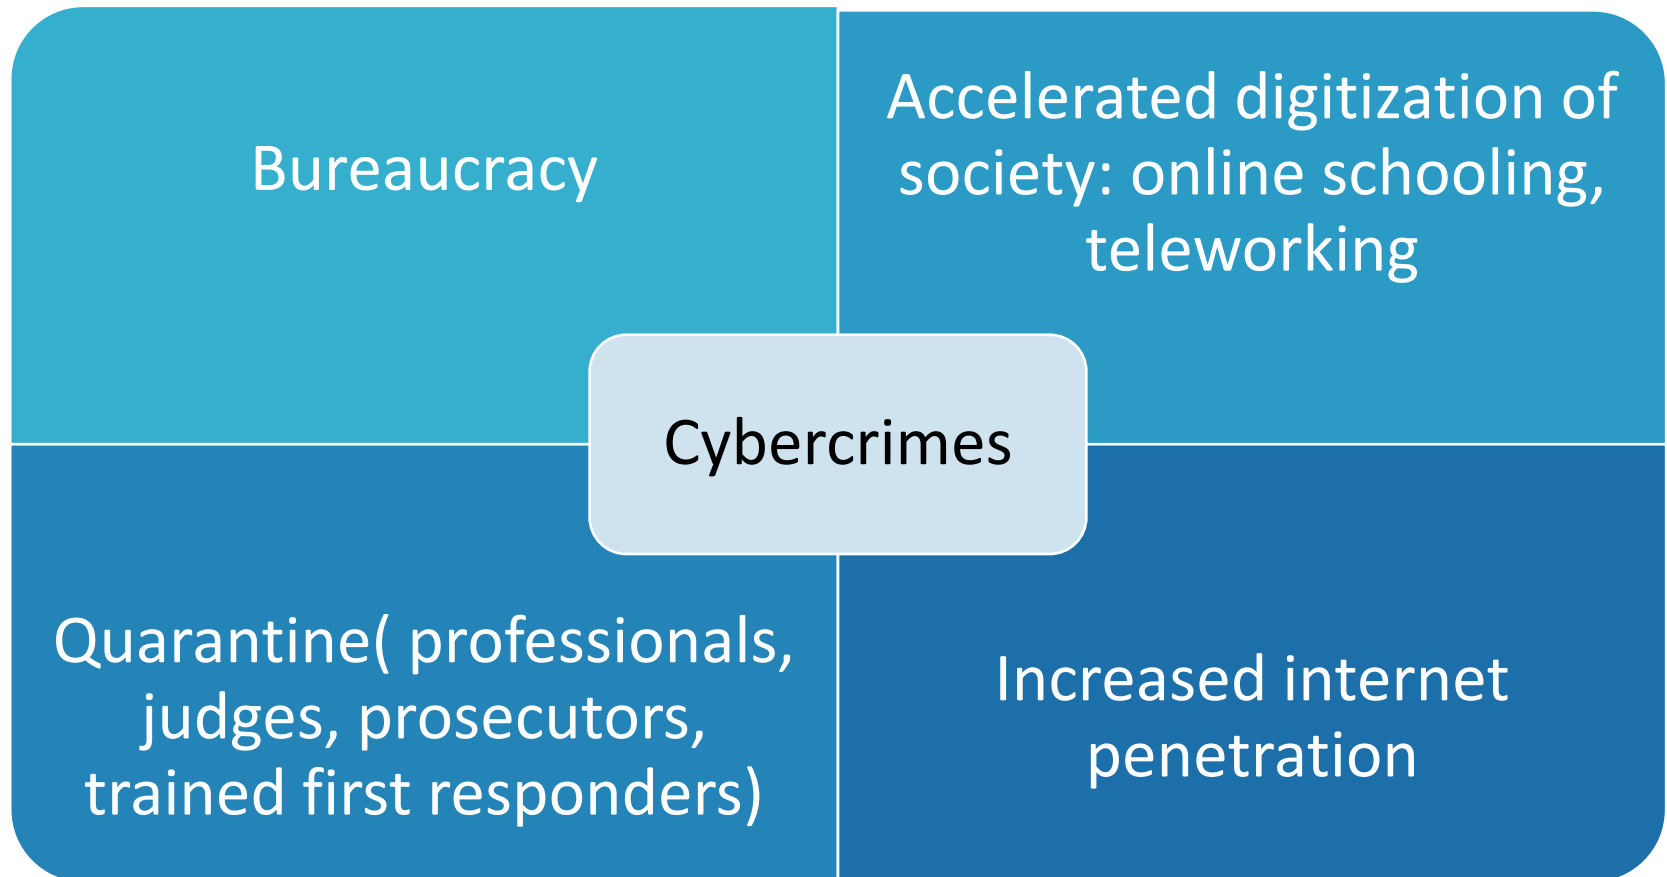 Bureaucracy
Accelerated digitization of
society: online schooling,
teleworking
Cybercrimes
Quarantine( professionals,
judges, prosecutors,
trained first responders)
Increased internet
penetration